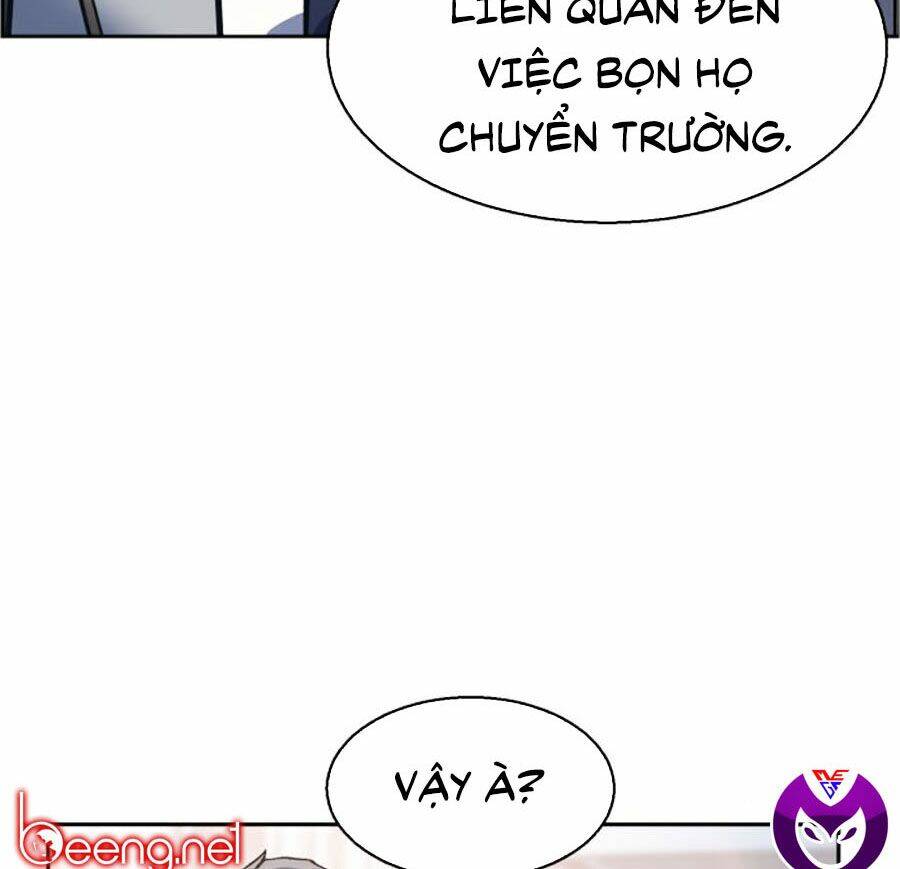 LIÊN QUAN ĐẾN
VIỆC BỌN HỌ
CHUYỂN TRƯỜNG.
VẬY À?
beeng.net